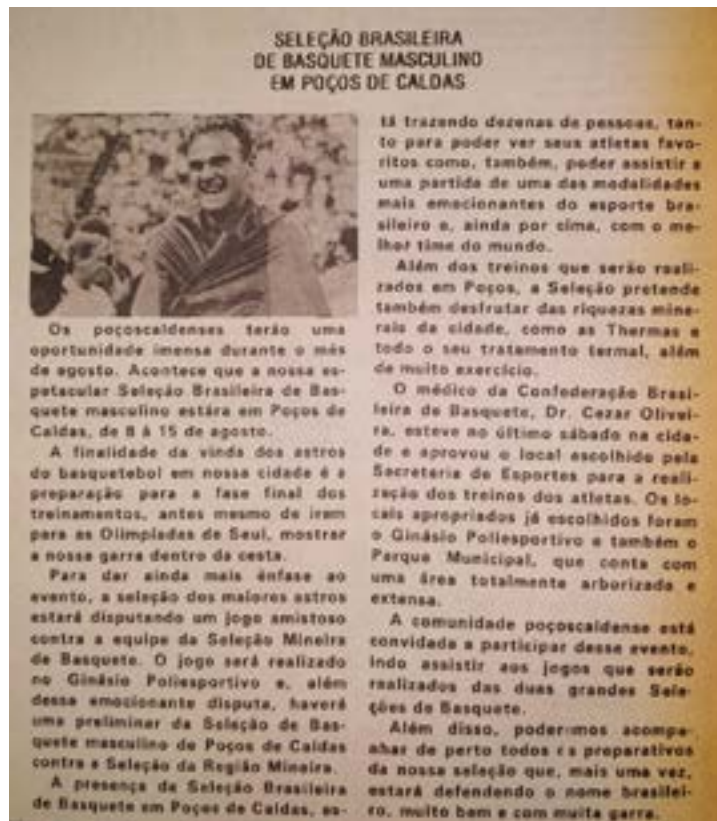 SELEÇÃO BRASILEIRA
DE BASQUETE MASCULINO
EM POÇOS DE CALDAS
Os poçoscaldenses terão uma
oportunidade imensa durante o mês
de agosto. Acontece que a nossa es-
petacular Seleção Brasileira de Bas-
quete masculino estára em Poços de
Caldas, de 8 à 15 de agosto.
A finalidade da vinda dos astros
do basquetebol em nossa cidade é a
preparação para a fase final dos
treinamentos, antes mesmo de irem
para as Olimpíadas de Seul, mostrar
a nossa garra dentro da cesta.
Para dar ainda mais ênfase ao
evento, a seleção dos maiores astros
estará disputando um jogo amistoso
contra a equipe da Seleção Mineira
de Basquete. O jogo será realizado
no Ginásio Poliesportivo e, além
dessa emocionante disputa, haverá
uma preliminar da Seleção de Bas-
quete masculino de Poços de Caldas
contra a Seleção da Região Mineira.
A presença da Seleção Brasileira
de Basquete em Poços de Caldas, es-
tá trazendo dezenas de pessoas, tan-
to para poder ver seus atletas favo-
ritos como, também, poder assistir a
uma partida de uma das modalidades
mais emocionantes do esporte bra-
sileiro e, ainda por cima, com o me-
lhor time do mundo.
Além dos treinos que serão reali-
zados em Poços, a Seleção pretende
também desfrutar das riquezas mine-
rais da cidade, como as Thermas e
todo o seu tratamento termal, além
de muito exercício.
O médico da Confederação Brasi-
leira de Basquete, Dr. Cezar Olivei-
ra, esteve no último sábado na cida-
de e aprovou o local escolhido pela
Secretaria de Esportes para a reali-
zação dos treinos dos atletas. Os lo-
cais apropriados já escolhidos foram
o Ginásio Poliesportivo e também o
Parque Municipal, que conta com
uma área totalmente arborizada e
extensa.
A comunidade poçoscaldense está
convidada a participar desse evento,
indo assistir aos jogos que serão
realizados das duas grandes Sele-
ções de Basquete.
Além disso, poderemos acompa-
nhar de perto todos os preparativos
da nossa seleção que, mais uma vez,
estará defendendo o nome brasilei-
ro, muito bem e com muita garra.